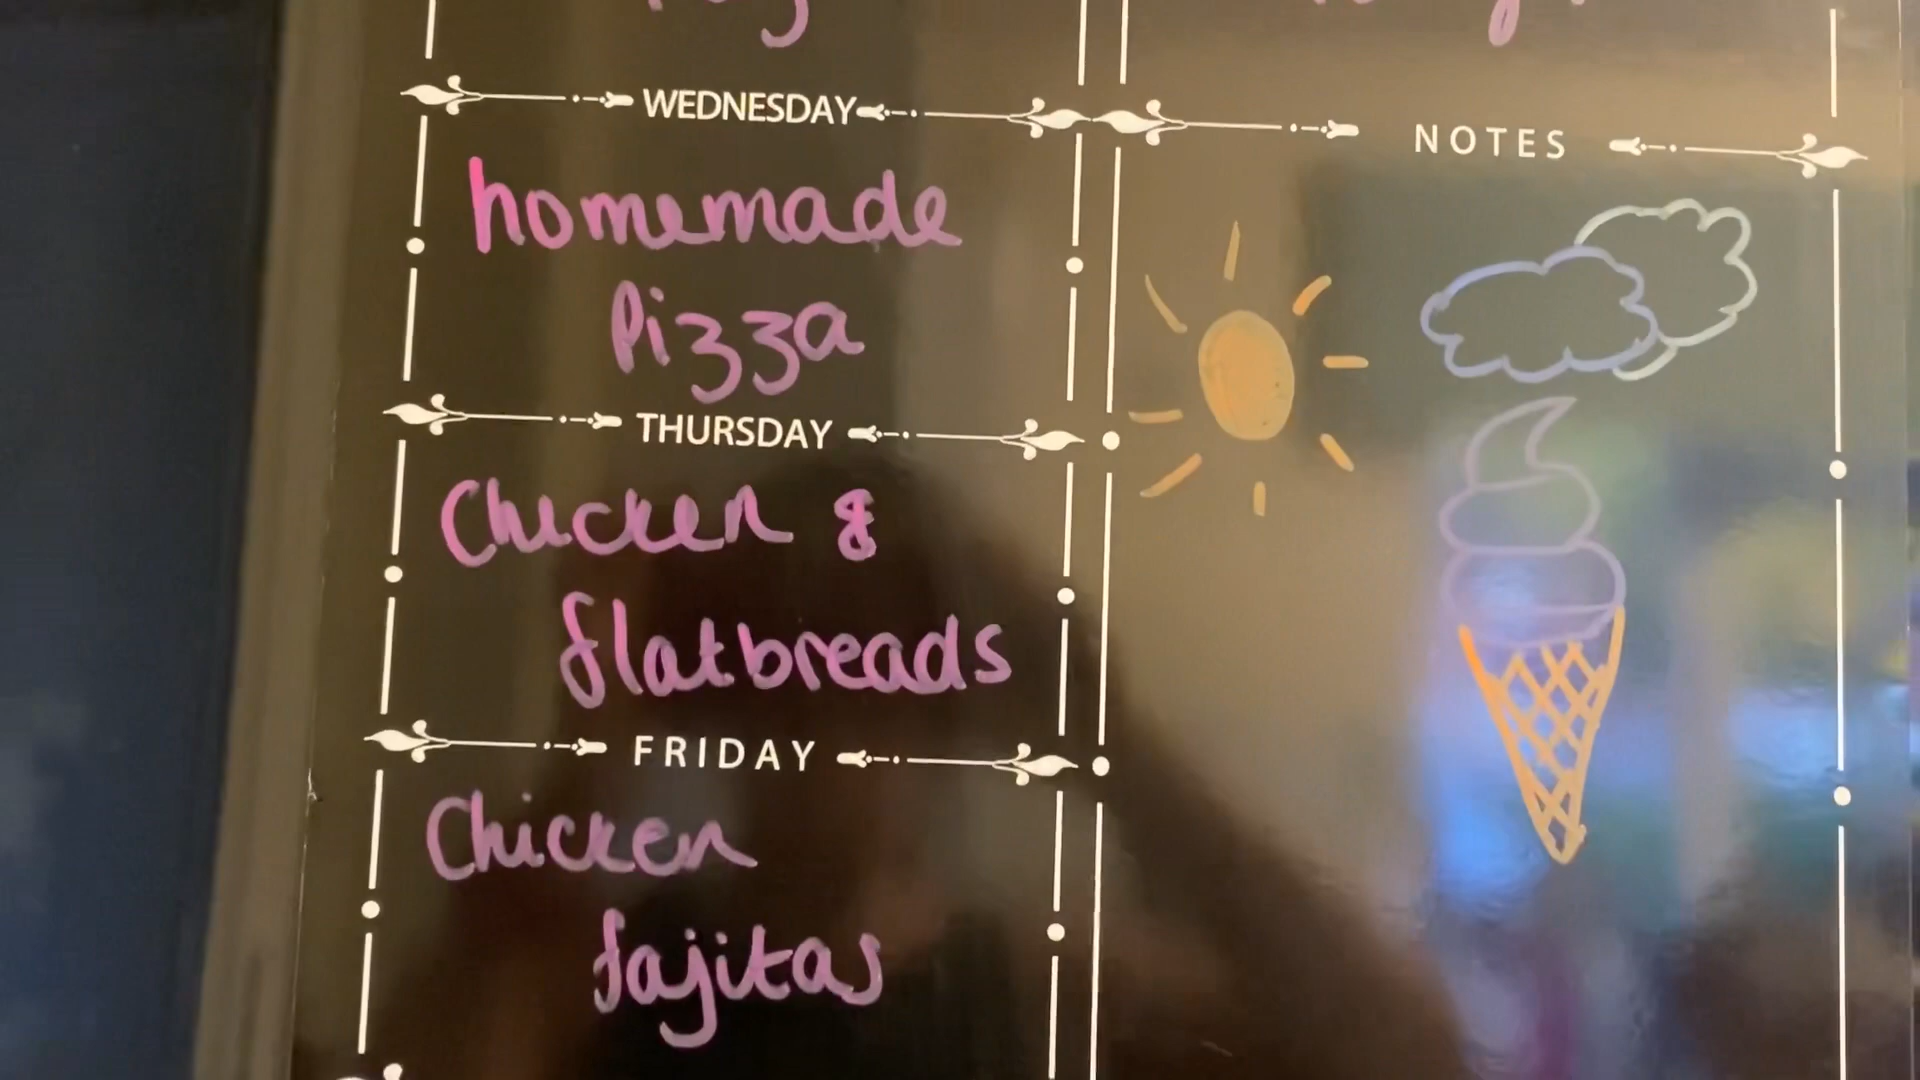 WEDNESDAY
homemade
Pizza
THURSDAY
Chicken &
flatbreads
FRIDAY
Chicken
fajitas
NOTES